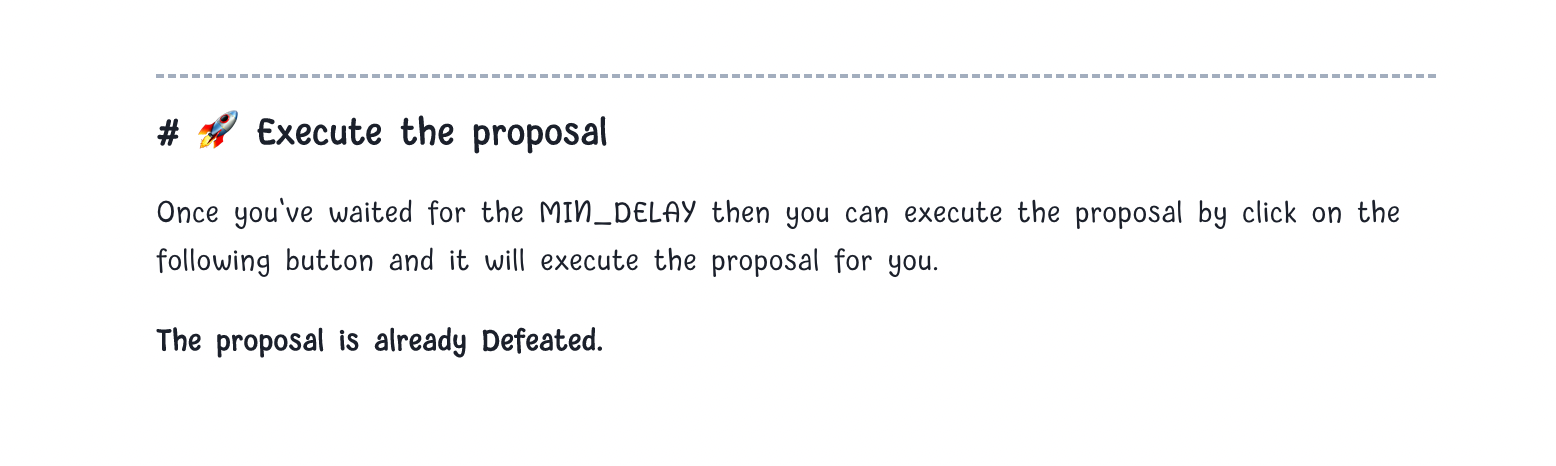 # 🚀 Execute the proposal
Once you've waited for the MIN_DELAY then you can execute the proposal by click on the
following button and it will execute the proposal for you.
The proposal is already Defeated.